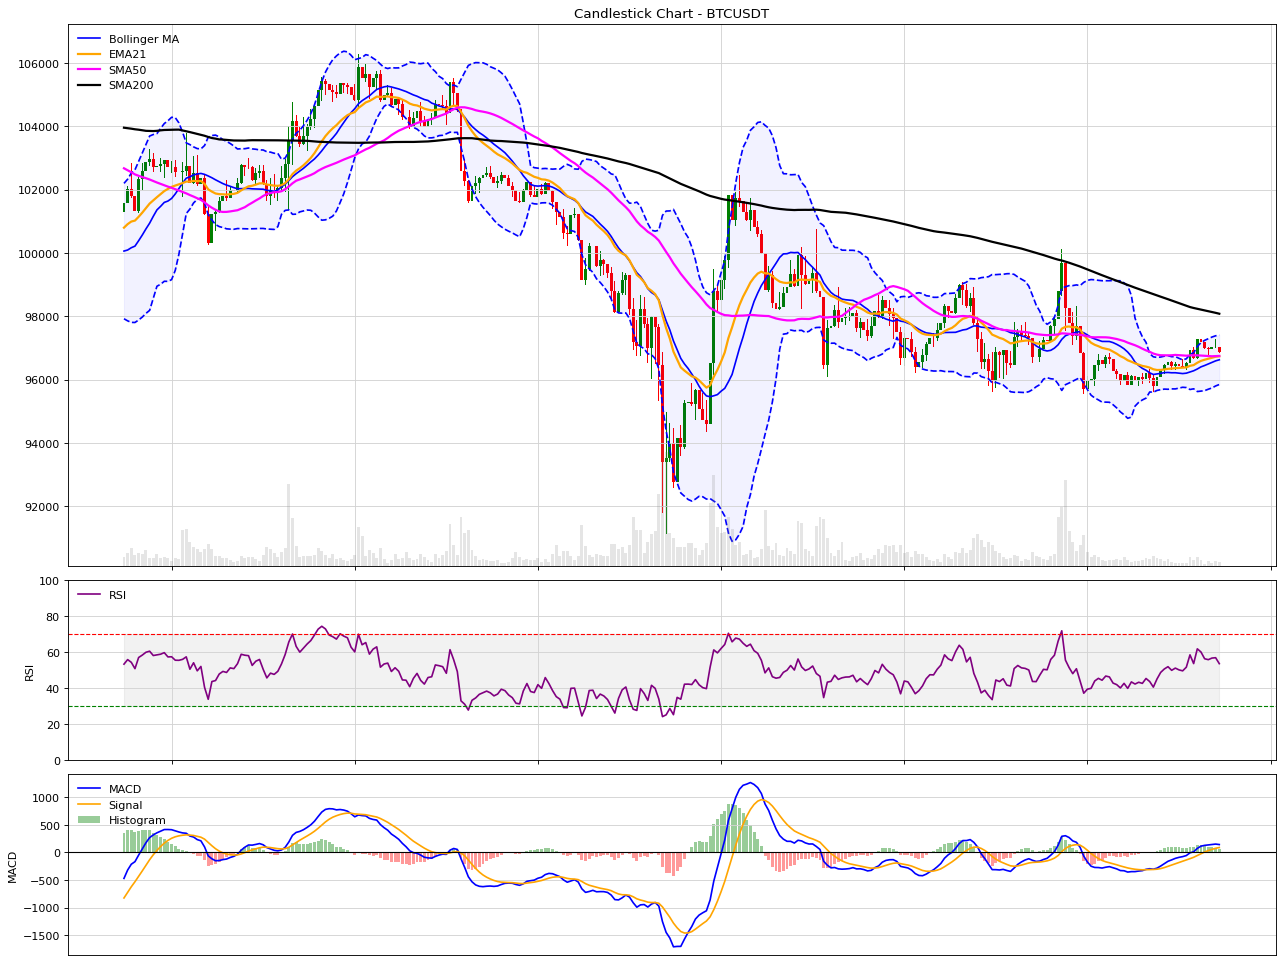 Candlestick Chart - BTCUSDT
Bollinger MA
EMA21
SMA50
SMA200
106000
104000
102000
100000
98000
96000
94000
92000
RSI
RSI
100
80
60
40
20
0
MACD
Signal
Histogram
MACD
1000
500
0
−500
−1000
−1500